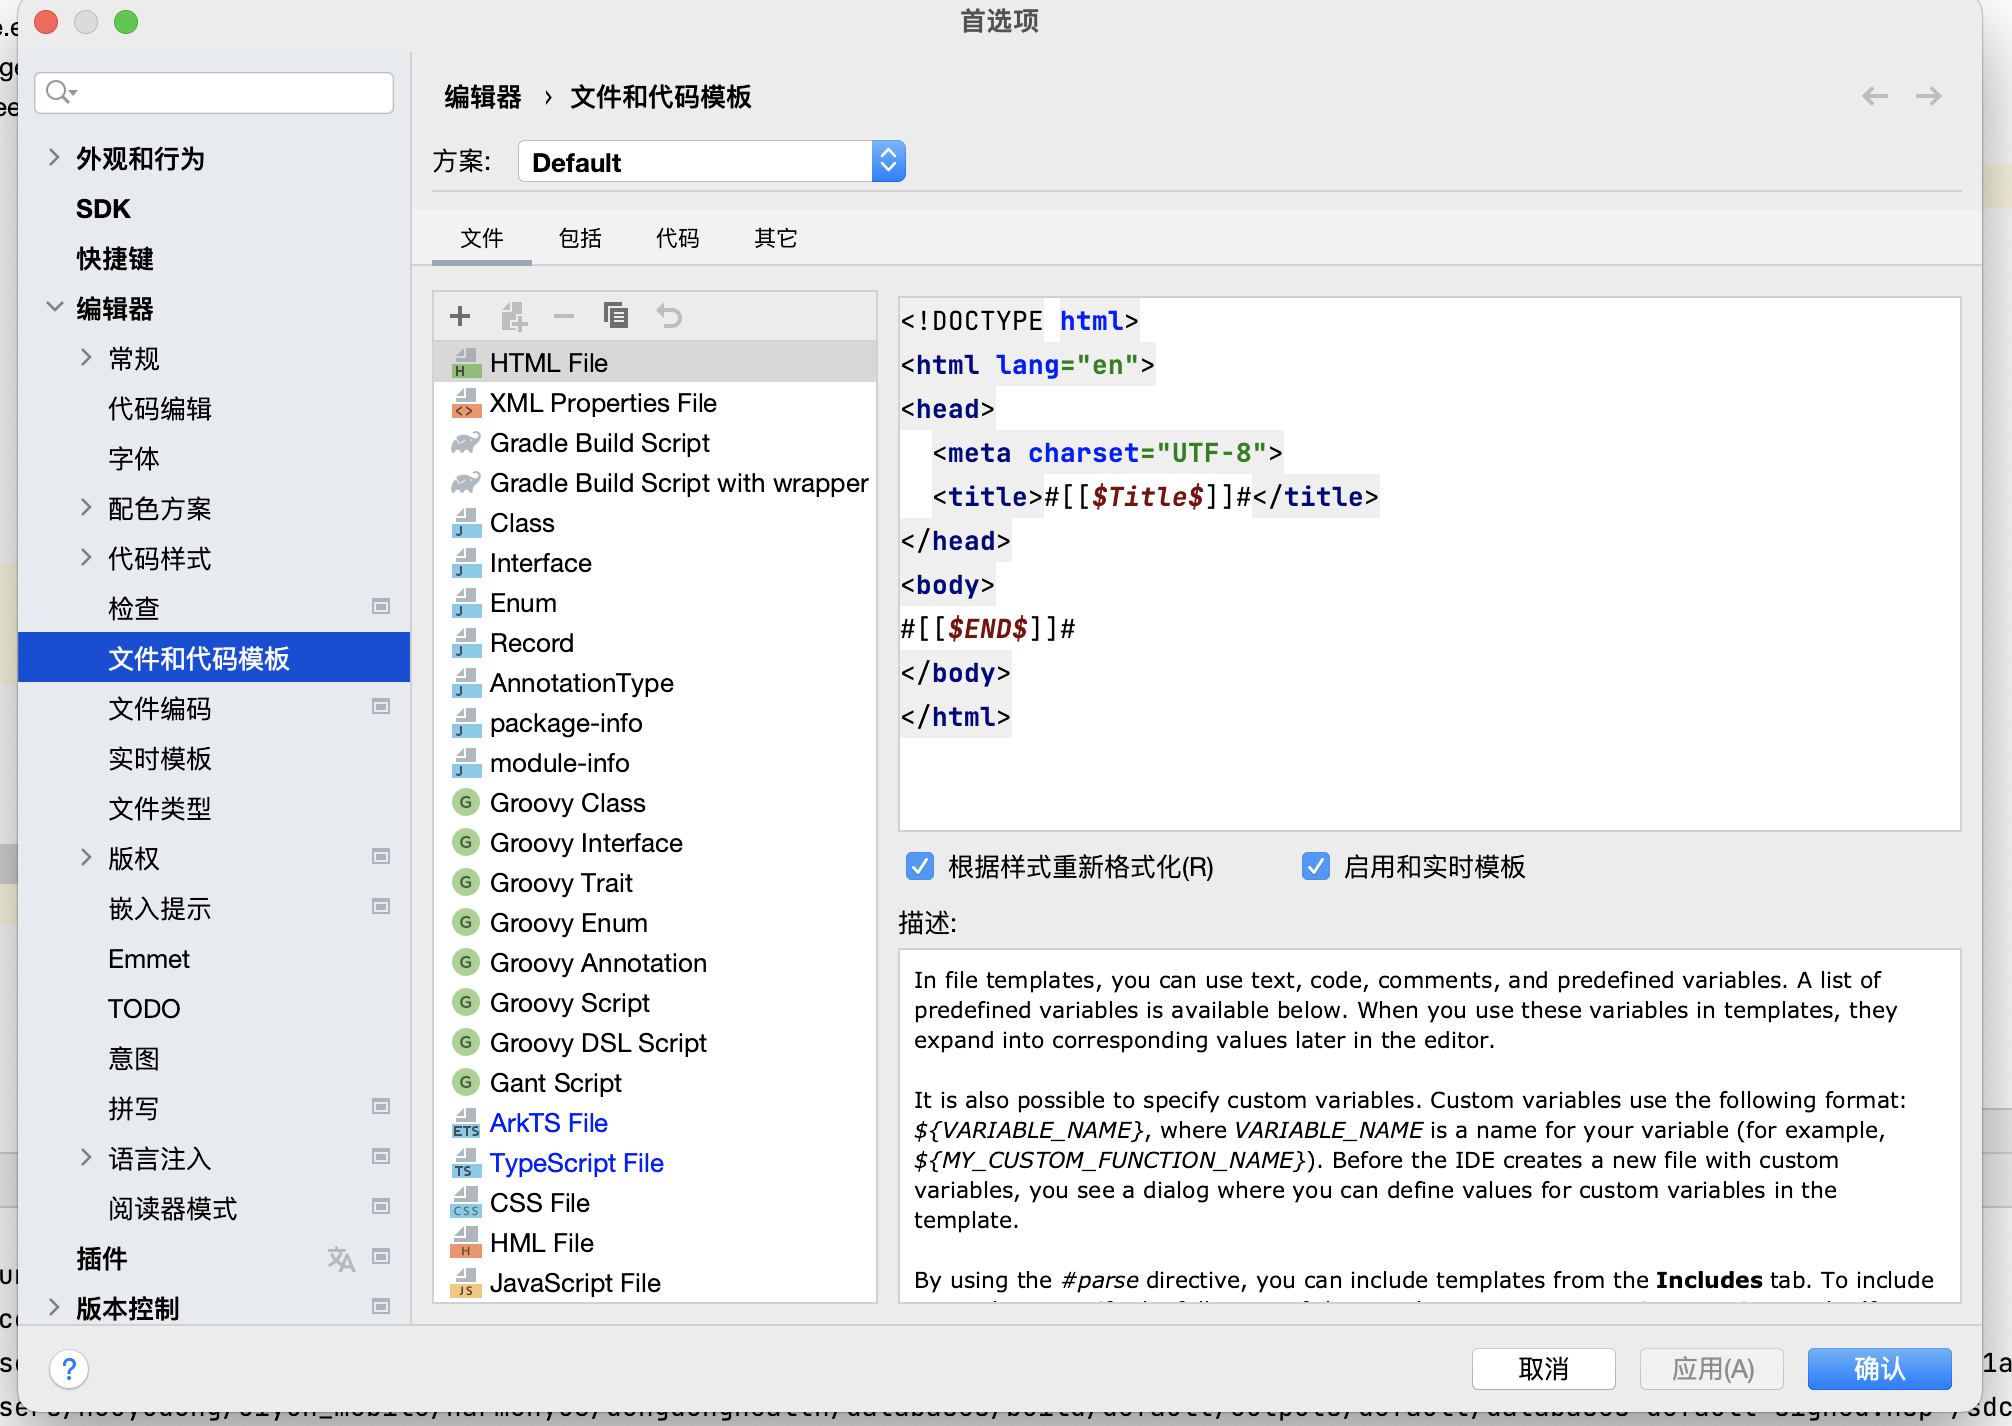 首选项
外观和行为
SDK
快捷键
编辑器
常规
代码编辑
字体
配色方案
代码样式
检查
文件和代码模板
文件编码
实时模板
文件类型
版权
嵌入提示
Emmet
TODO
意图
拼写
语言注入
阅读器模式
插件
版本控制
编辑器 › 文件和代码模板
方案: Default
文件 包括 代码 其它
HTML File
XML Properties File
Gradle Build Script
Gradle Build Script with wrapper
Class
Interface
Enum
Record
AnnotationType
package-info
module-info
Groovy Class
Groovy Interface
Groovy Trait
Groovy Enum
Groovy Annotation
Groovy Script
Groovy DSL Script
Gant Script
ArkTS File
TypeScript File
CSS File
HML File
JavaScript File
<!DOCTYPE html>
<html lang="en">
<head>
  <meta charset="UTF-8">
  <title>#[[$Title$]]#</title>
</head>
<body>
#[[$END$]]#
</body>
</html>
根据样式重新格式化(R) 启用和实时模板
描述:
In file templates, you can use text, code, comments, and predefined variables. A list of
predefined variables is available below. When you use these variables in templates, they
expand into corresponding values later in the editor.
It is also possible to specify custom variables. Custom variables use the following format:
${VARIABLE_NAME}, where VARIABLE_NAME is a name for your variable (for example,
${MY_CUSTOM_FUNCTION_NAME}). Before the IDE creates a new file with custom
variables, you see a dialog where you can define values for custom variables in the
template.
By using the #parse directive, you can include templates from the Includes tab. To include
? 取消 应用(A) 确认